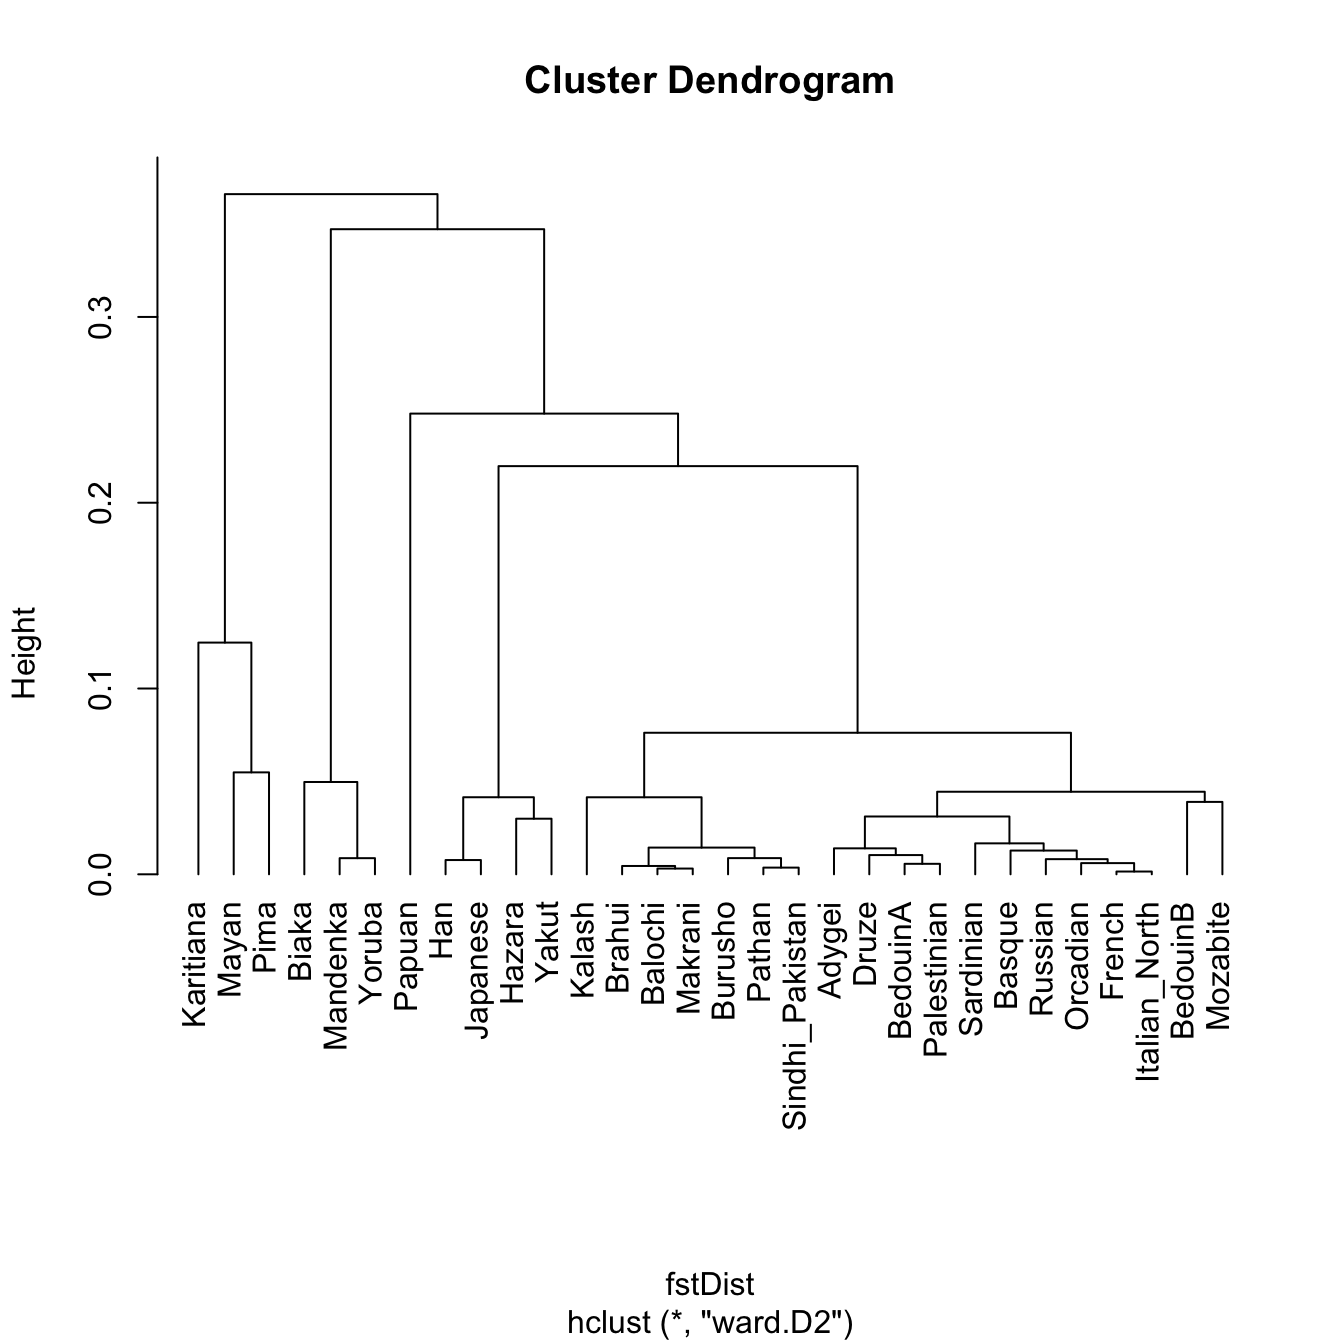 Cluster Dendrogram
Height
0.3
0.2
0.1
0.0
Karitiana
Mayan
Pima
Biaka
Mandenka
Yoruba
Papuan
Han
Japanese
Hazara
Yakut
Kalash
Brahui
Balochi
Makrani
Burusho
Pathan
Sindhi_Pakistan
Adygei
Druze
BedouinA
Palestinian
Sardinian
Basque
Russian
Orcadian
French
Italian_North
BedouinB
Mozabite
fstDist
hclust (*, "ward.D2")